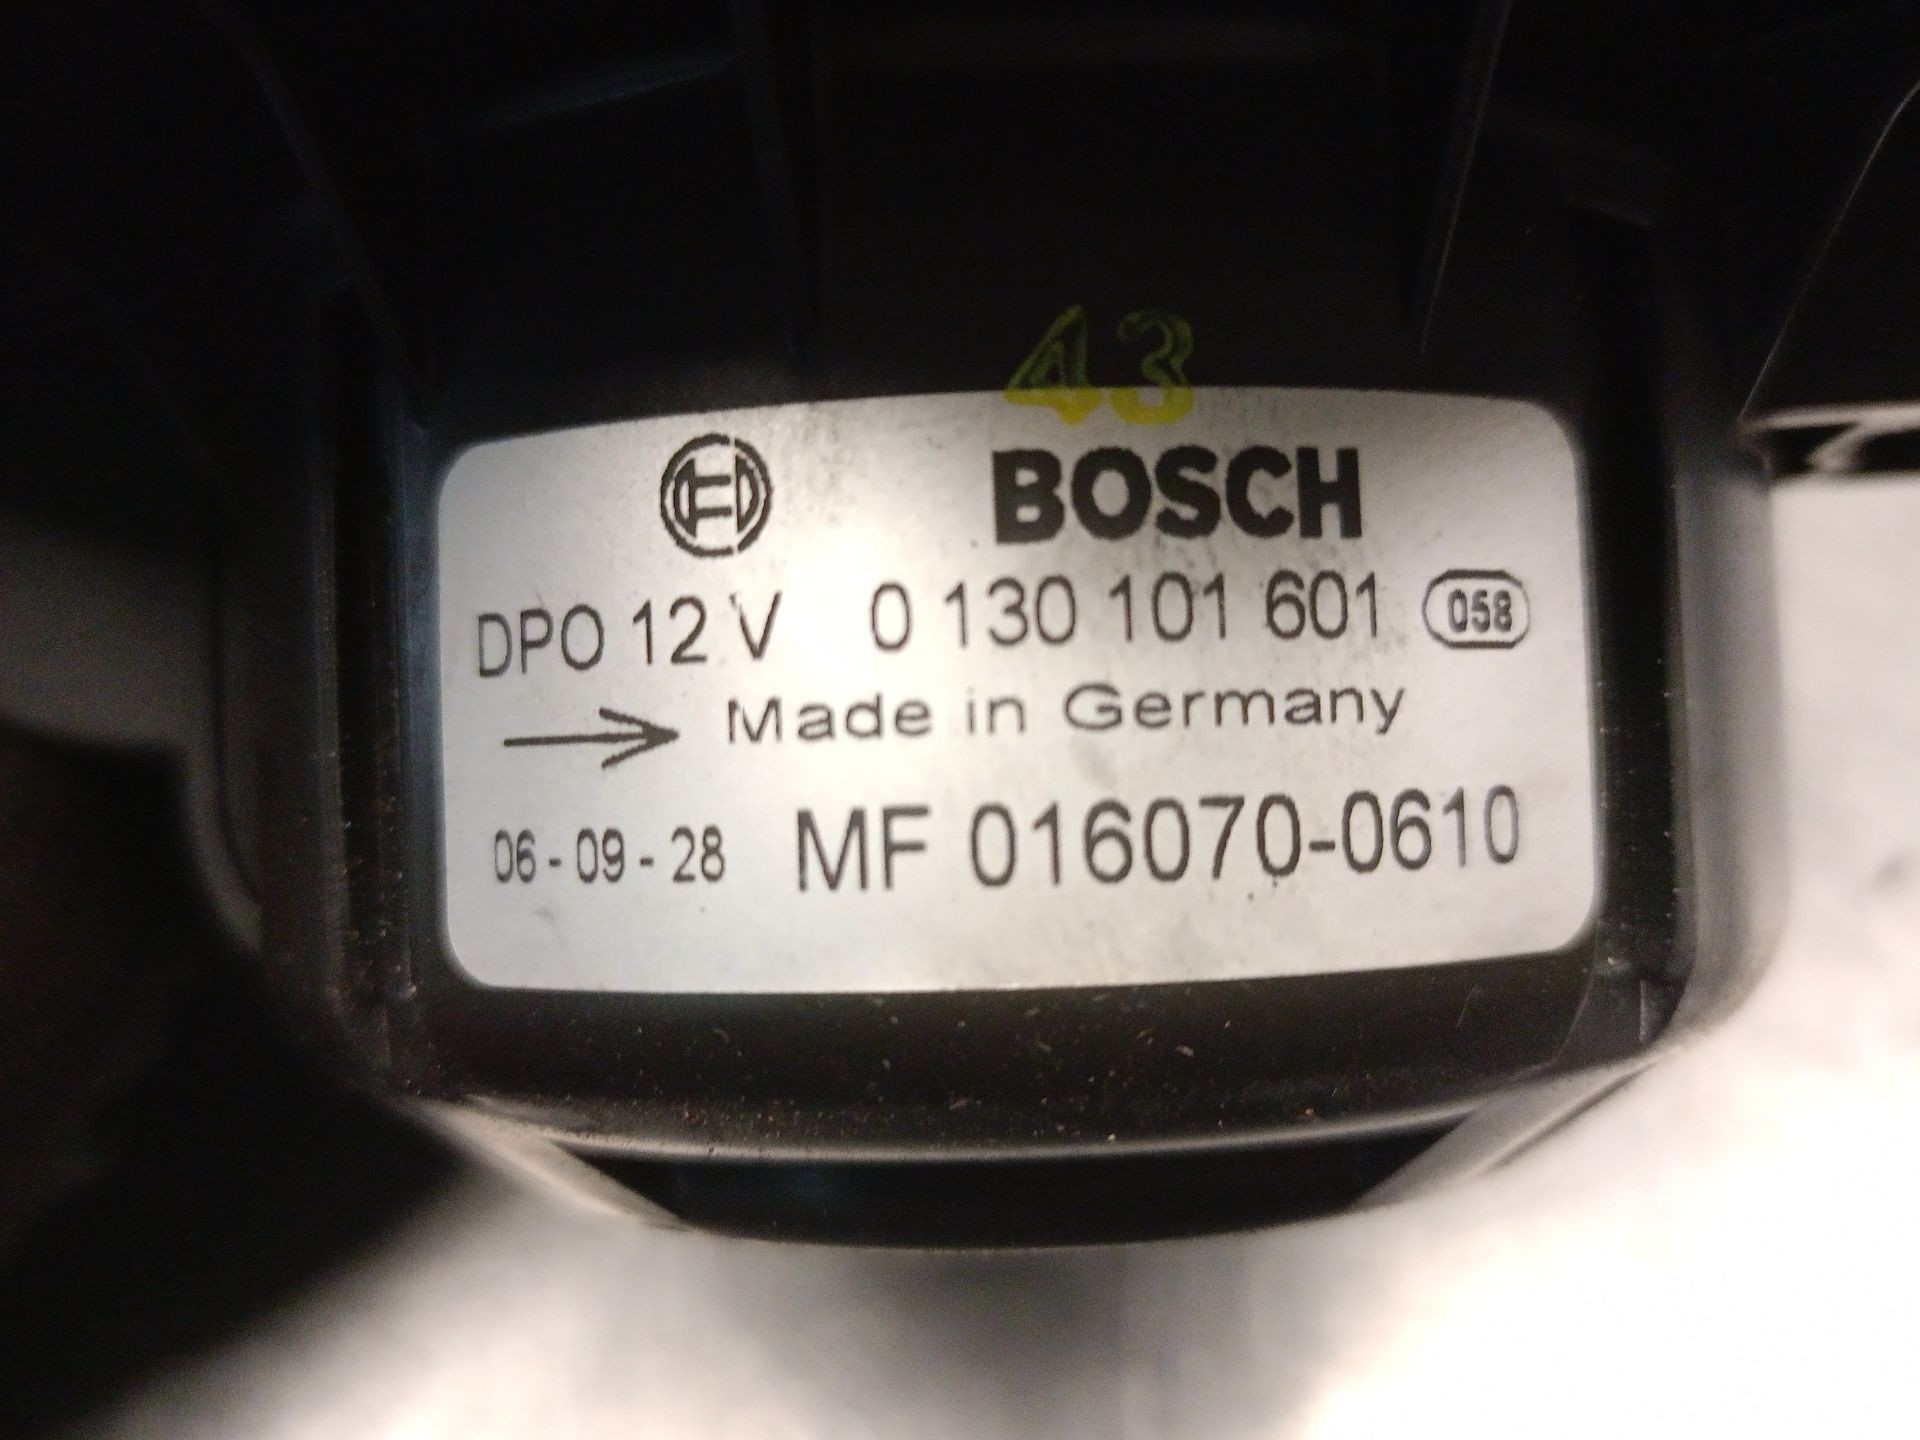 43
BOSCH
DPO 12 V 0 130 101 601 058
Made in Germany
06-09-28 MF 016070-0610